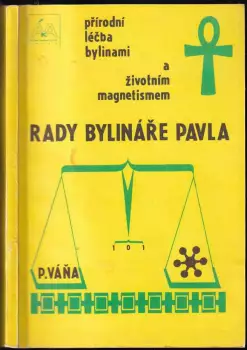 přírodní
léčba
bylinami
a
životním
magnetismem
RADY BYLINÁŘE PAVLA
101
P. VÁŇA